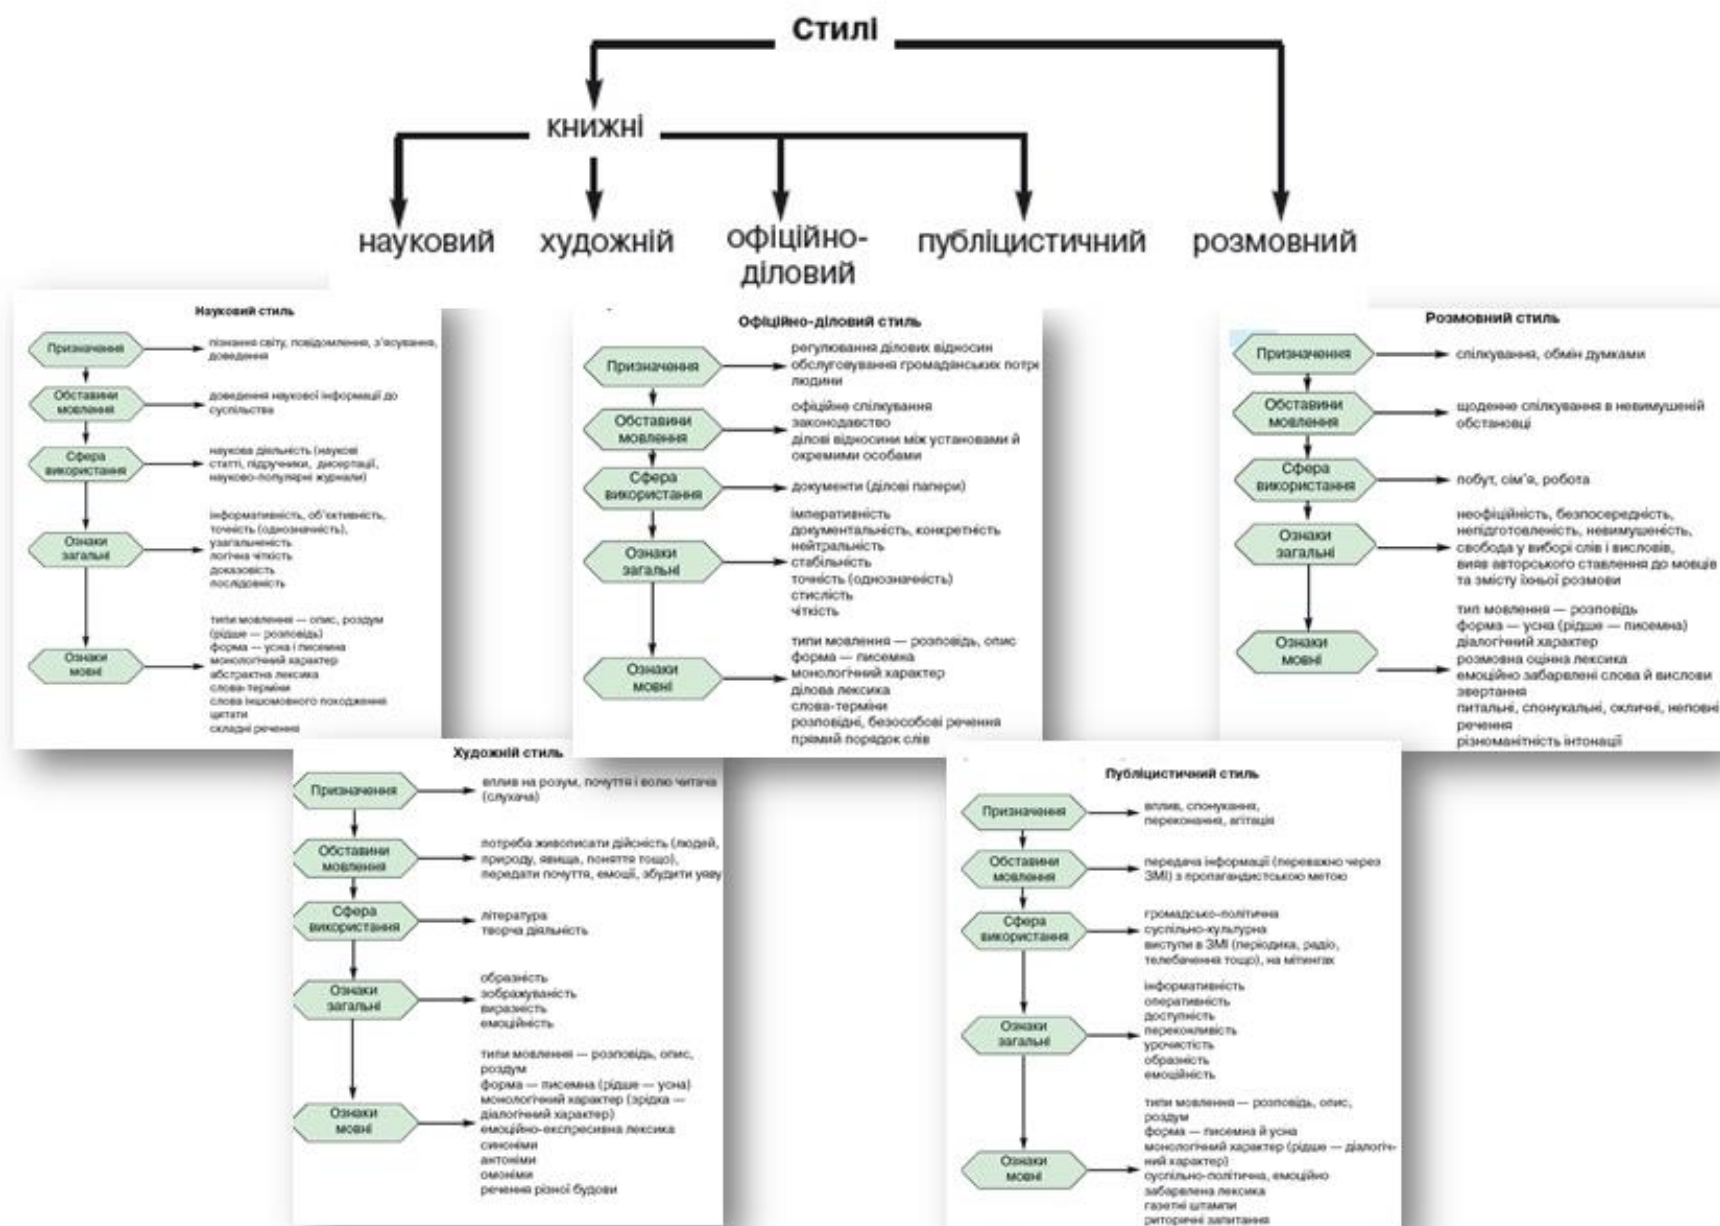 Стилі
книжні
науковий
художній
офіційно-
діловий
публіцистичний
розмовний
Науковий стиль
Призначення
пізнання світу, повідомлення, з'ясування,
доведення
Обставини
мовлення
доведення наукової інформації до
суспільства
Сфера
використання
наукова діяльність (наукові
статті, підручники, дисертації,
науково-популярні журнали)
Ознаки
загальні
інформативність, об'єктивність,
точність (однозначність),
узагальненість
логічна чіткість
доказовість
послідовність
Ознаки
мовні
типи мовлення — опис, роздум
(рідше — розповідь)
форма — усна і писемна
монологічний характер
абстрактна лексика
слова-терміни
слова іншомовного походження
цитати
складні речення
Офіційно-діловий стиль
Призначення
регулювання ділових відносин
обслуговування громадянських потре
людини
Обставини
мовлення
офіційне спілкування
законодавство
ділові відносини між установами й
окремими особами
Сфера
використання
документи (ділові папери)
Ознаки
загальні
імперативність
документальність, конкретність
нейтральність
стабільність
точність (однозначність)
стислість
чіткість
Ознаки
мовні
типи мовлення — розповідь, опис
форма — писемна
монологічний характер
ділова лексика
слова-терміни
розповідні, безособові речення
прямий порядок слів
Розмовний стиль
Призначення
спілкування, обмін думками
Обставини
мовлення
щоденне спілкування в невимушеній
обстановці
Сфера
використання
побут, сім'я, робота
Ознаки
загальні
неофіційність, безпосередність,
непідготовленість, невимушеність,
свобода у виборі слів і висловів,
вияв авторського ставлення до мовців
та змісту їхньої розмови
Ознаки
мовні
тип мовлення — розповідь
форма — усна (рідше — писемна)
діалогічний характер
розмовна оцінна лексика
емоційно забарвлені слова й вислови
звертання
питальні, спонукальні, окличні, неповні
речення
різноманітність інтонації
Художній стиль
Призначення
вплив на розум, почуття і волю читача
(слухача)
Обставини
мовлення
потреба живописати дійсність (людей,
природу, явища, поняття тощо),
передати почуття, емоції, збудити уяву
Сфера
використання
література
творча діяльність
Ознаки
загальні
образність
зображуваність
виразність
емоційність
Ознаки
мовні
типи мовлення — розповідь, опис,
роздум
форма — писемна (рідше — усна)
монологічний характер (зрідка —
діалогічний характер)
емоційно-експресивна лексика
синоніми
антоніми
омоніми
речення різної будови
Публіцистичний стиль
Призначення
вплив, спонукання,
переконання, агітація
Обставини
мовлення
передача інформації (переважно через
ЗМІ) з пропагандистською метою
Сфера
використання
громадсько-політична
суспільно-культурна
виступи в ЗМІ (періодика, радіо,
телебачення тощо), на мітингах
Ознаки
загальні
інформативність
оперативність
доступність
переконливість
урочистість
образність
емоційність
Ознаки
мовні
типи мовлення — розповідь, опис,
роздум
форма — писемна й усна
монологічний характер (рідше — діалогіч-
ний характер)
суспільно-політична, емоційно
забарвлена лексика
газетні штампи
риторичні запитання